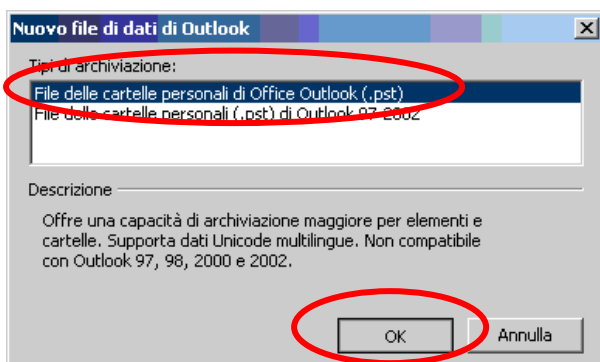 Nuovo file di dati di Outlook
Tipi di archiviazione:
File delle cartelle personali di Office Outlook (.pst)
File delle cartelle personali (.pst) di Outlook 97-2002
Descrizione
Offre una capacità di archiviazione maggiore per elementi e
cartelle. Supporta dati Unicode multilingue. Non compatibile
con Outlook 97, 98, 2000 e 2002.
OK
Annulla